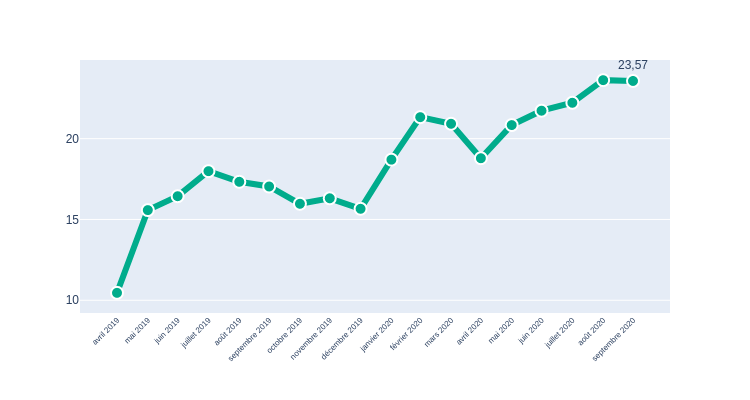 23,57
20
15
10
avril 2019
mai 2019
juin 2019
juillet 2019
août 2019
septembre 2019
octobre 2019
novembre 2019
décembre 2019
janvier 2020
février 2020
mars 2020
avril 2020
mai 2020
juin 2020
juillet 2020
août 2020
septembre 2020